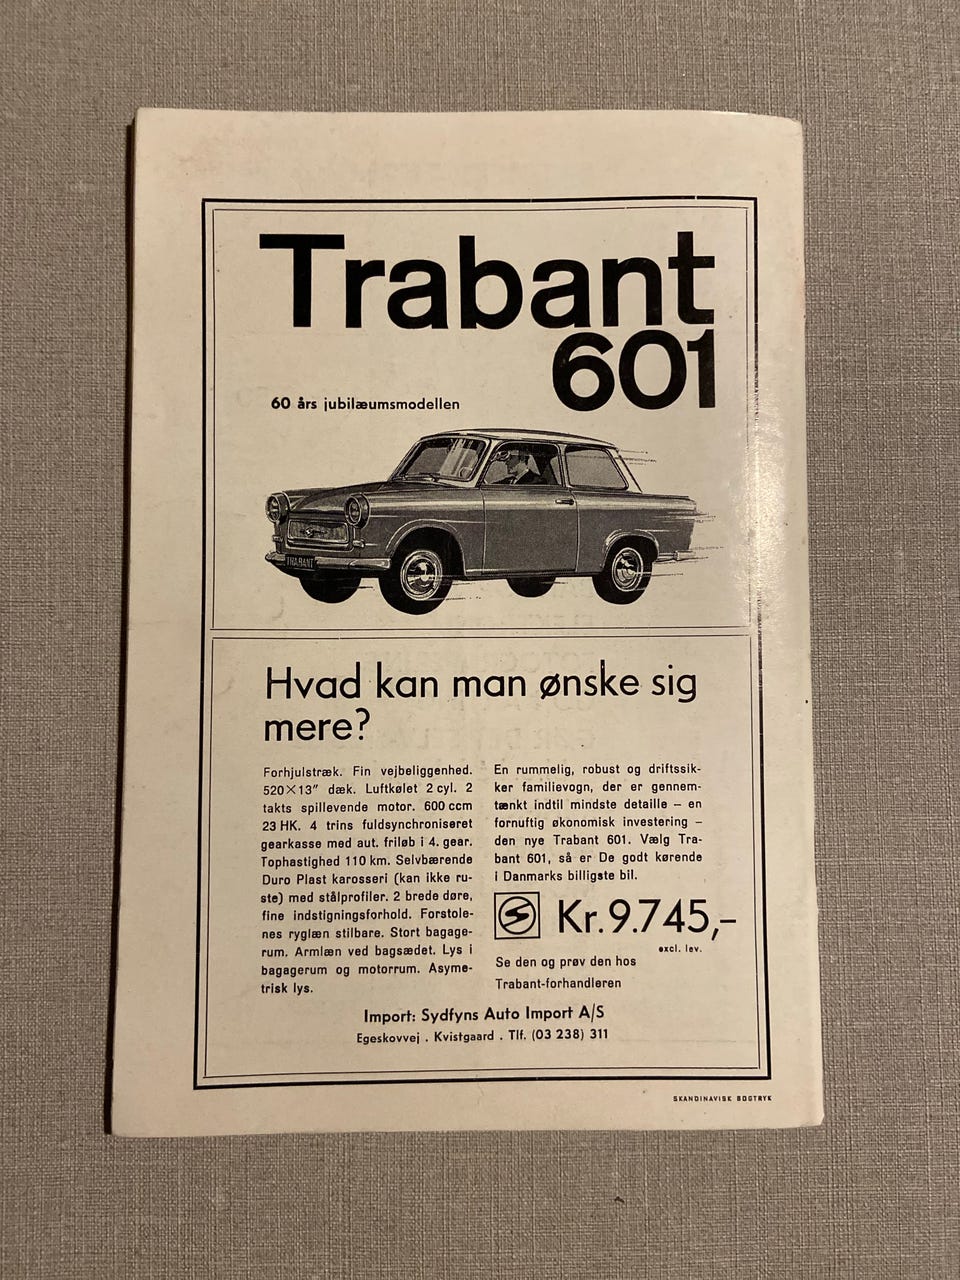 Trabant
601
60 års jubilæumsmodellen
TRABANT
Hvad kan man ønske sig
mere?
Forhjulstræk. Fin vejbeliggenhed.
520×13" dæk. Luftkølet 2 cyl. 2
takts spillevende motor. 600 ccm
23 HK. 4 trins fuldsynchroniseret
gearkasse med aut. friløb i 4. gear.
Tophastighed 110 km. Selvbærende
Duro Plast karosseri (kan ikke ru-
ste) med stålprofiler. 2 brede døre,
fine indstigningsforhold. Forstole-
nes ryglæn stilbare. Stort bagage-
rum. Armlæn ved bagsædet. Lys i
bagagerum og motorrum. Asyme-
trisk lys.
En rummelig, robust og driftssik-
ker familievogn, der er gennem-
tænkt indtil mindste detaille – en
fornuftig økonomisk investering –
den nye Trabant 601. Vælg Tra-
bant 601, så er De godt kørende
i Danmarks billigste bil.
Kr. 9.745,-
excl. lev.
Se den og prøv den hos
Trabant-forhandleren
Import: Sydfyns Auto Import A/S
Egeskovvej . Kvistgaard . Tlf. (03 238) 311
SKANDINAVISK BOGTRYK